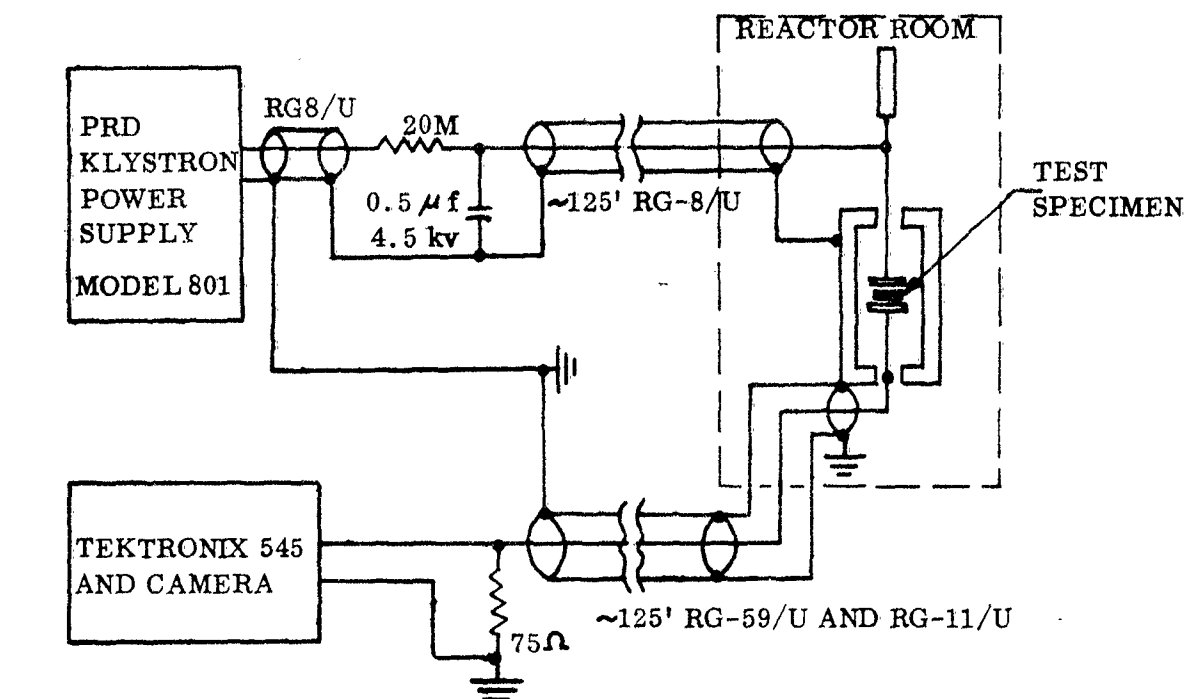 REACTOR ROOM
RG8/U
20M
PRD
KLYSTRON
POWER
SUPPLY
MODEL 801
0.5 μf
4.5 kv
~125' RG-8/U
TEST
SPECIMEN
TEKTRONIX 545
AND CAMERA
75Ω
~125' RG-59/U AND RG-11/U